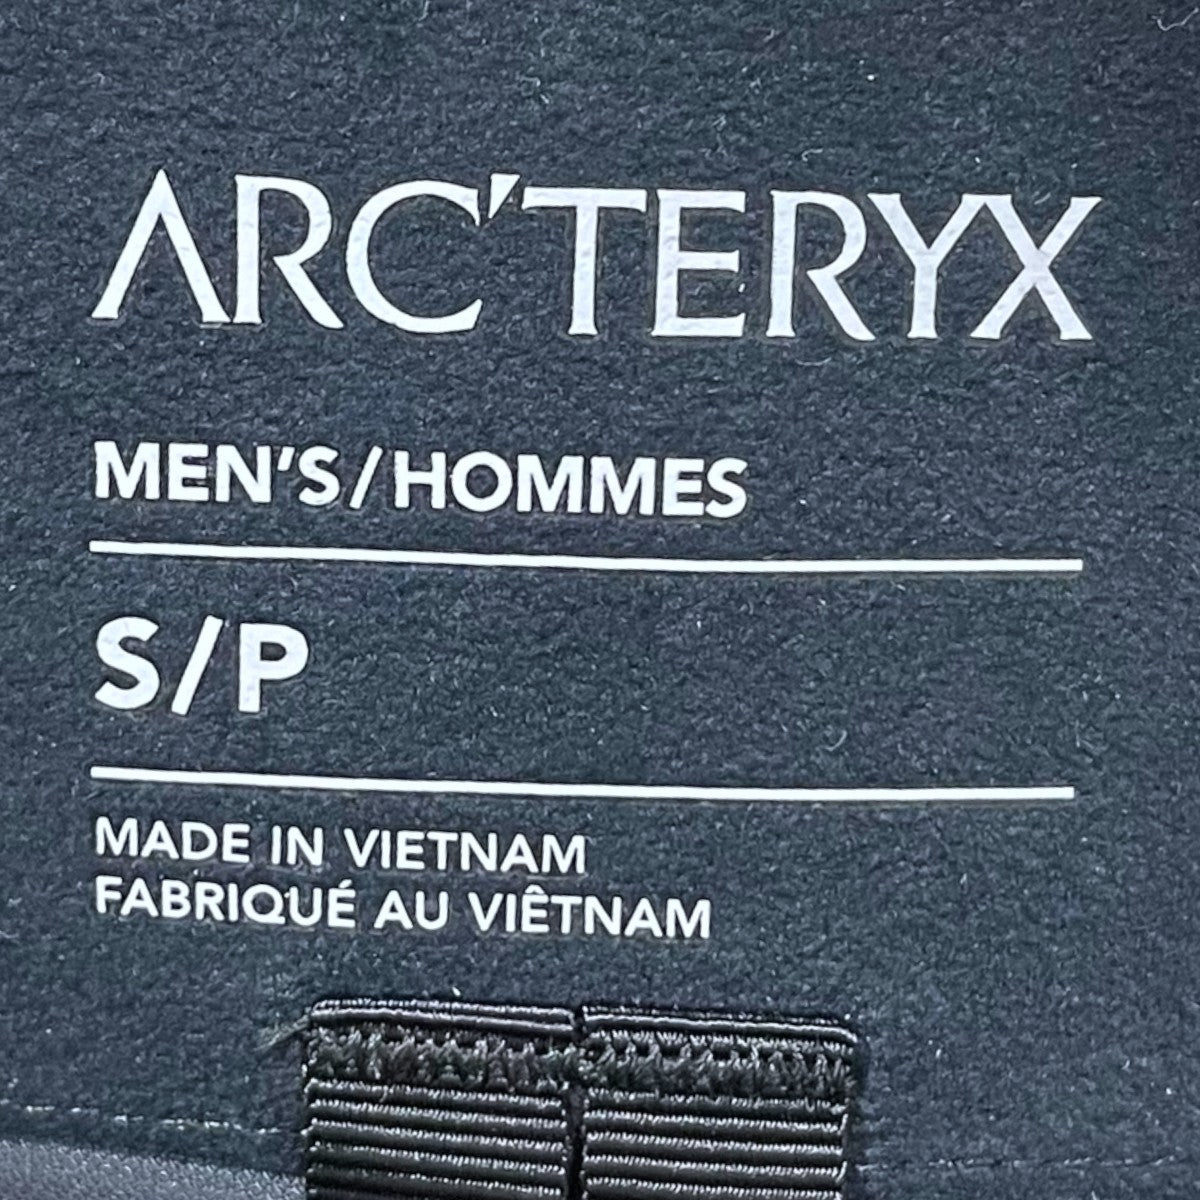 ARC'TERYX
MEN'S/HOMMES
S/P
MADE IN VIETNAM
FABRIQUÉ AU VIÊTNAM